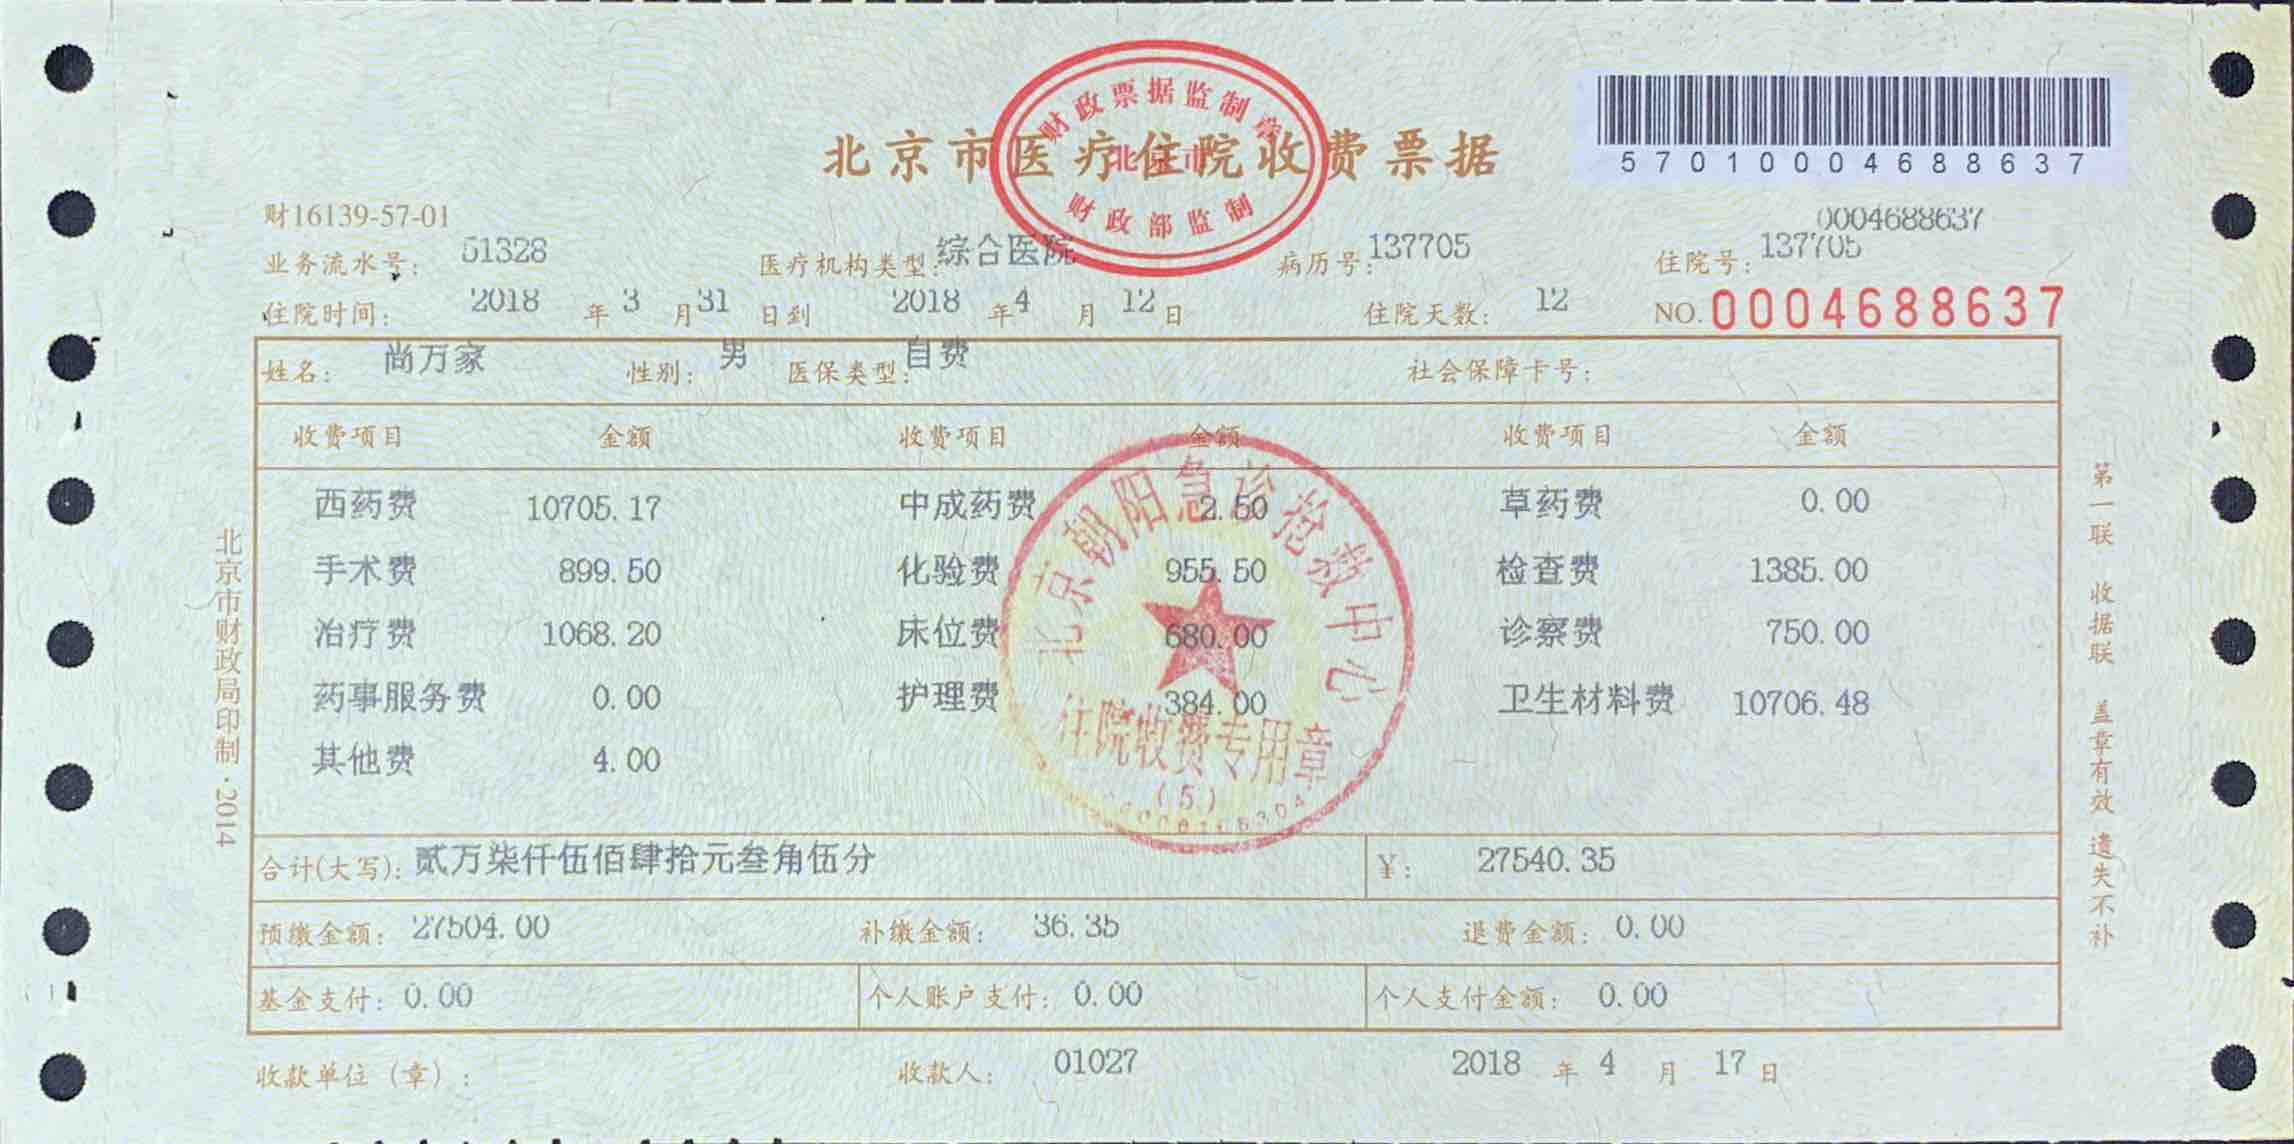 财政票据监制章
北京市
财政部监制
北京市医疗住院收费票据
57010004688637
财16139-57-01
0004688637
业务流水号: 51328 医疗机构类型: 综合医院 病历号: 137705 住院号: 137705
住院时间: 2018 年 3 月 31 日到 2018 年 4 月 12 日 住院天数: 12 NO. 0004688637
姓名: 尚万家 性别: 男 医保类型: 自费 社会保障卡号:
收费项目 金额 收费项目 金额 收费项目 金额
西药费 10705.17 中成药费 2.50 草药费 0.00
手术费 899.50 化验费 955.50 检查费 1385.00
治疗费 1068.20 床位费 680.00 诊察费 750.00
药事服务费 0.00 护理费 384.00 卫生材料费 10706.48
其他费 4.00
北京朝阳急诊抢救中心
住院收费专用章
(5)
合计(大写): 贰万柒仟伍佰肆拾元叁角伍分 ¥: 27540.35
预缴金额: 27504.00 补缴金额: 36.35 退费金额: 0.00
基金支付: 0.00 个人账户支付: 0.00 个人支付金额: 0.00
收款单位（章）: 收款人: 01027 2018 年 4 月 17 日
北京市财政局印制·2014
第一联 收据联 盖章有效 遗失不补